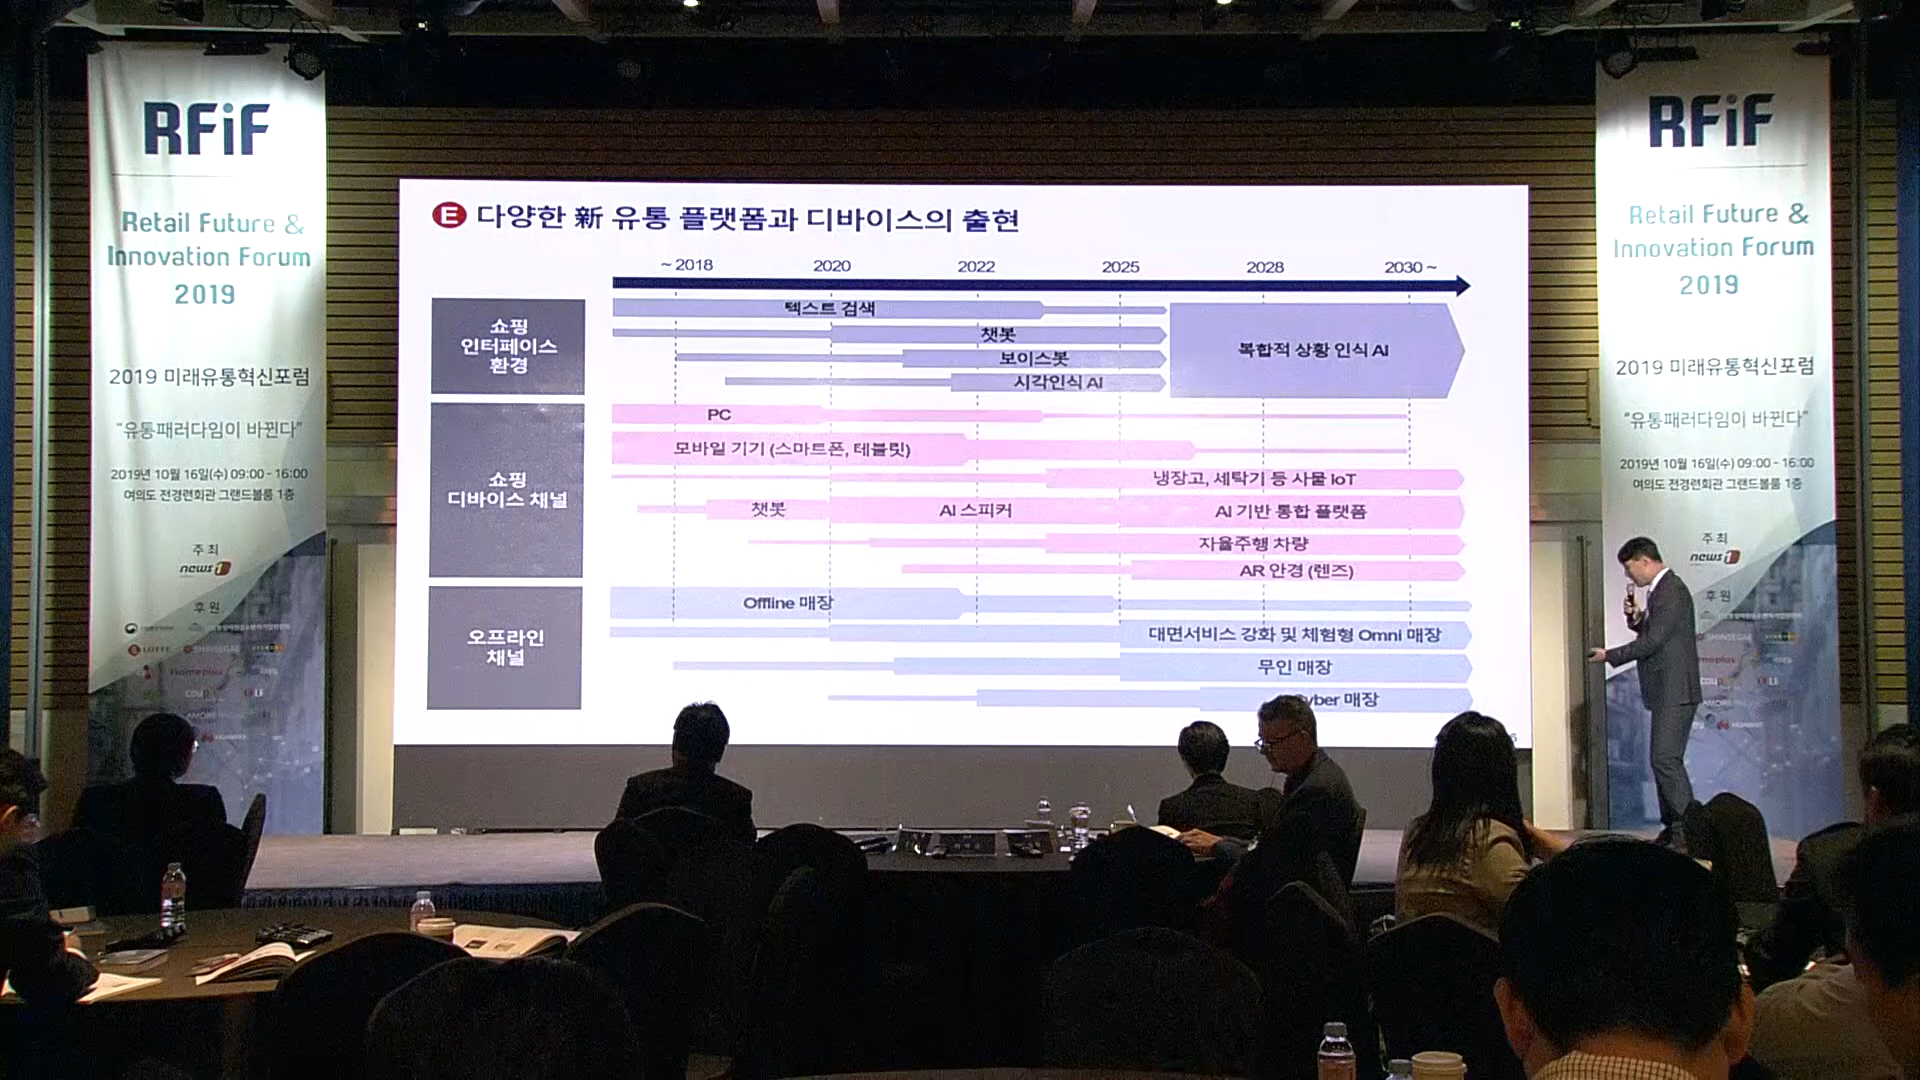 RFiF
Retail Future &
Innovation Forum
2019
2019 미래유통혁신포럼
“유통패러다임이 바뀐다”
2019년 10월 16일(수) 09:00 - 16:00
여의도 전경련회관 그랜드볼룸 1층
주 최
news1
후 원
LOTTE
SHINSEGAE
Homeplus
E 다양한 新 유통 플랫폼과 디바이스의 출현
~ 2018 2020 2022 2025 2028 2030 ~
쇼핑
인터페이스
환경
텍스트 검색
챗봇
보이스봇
시각인식 AI
복합적 상황 인식 AI
쇼핑
디바이스 채널
PC
모바일 기기 (스마트폰, 테블릿)
냉장고, 세탁기 등 사물 IoT
챗봇 AI 스피커 AI 기반 통합 플랫폼
자율주행 차량
AR 안경 (렌즈)
오프라인
채널
Offline 매장
대면서비스 강화 및 체험형 Omni 매장
무인 매장
yber 매장
RFiF
Retail Future &
Innovation Forum
2019
2019 미래유통혁신포럼
“유통패러다임이 바뀐다”
2019년 10월 16일(수) 09:00 - 16:00
여의도 전경련회관 그랜드볼룸 1층
주 최
news1
후 원
SHINSEGAE